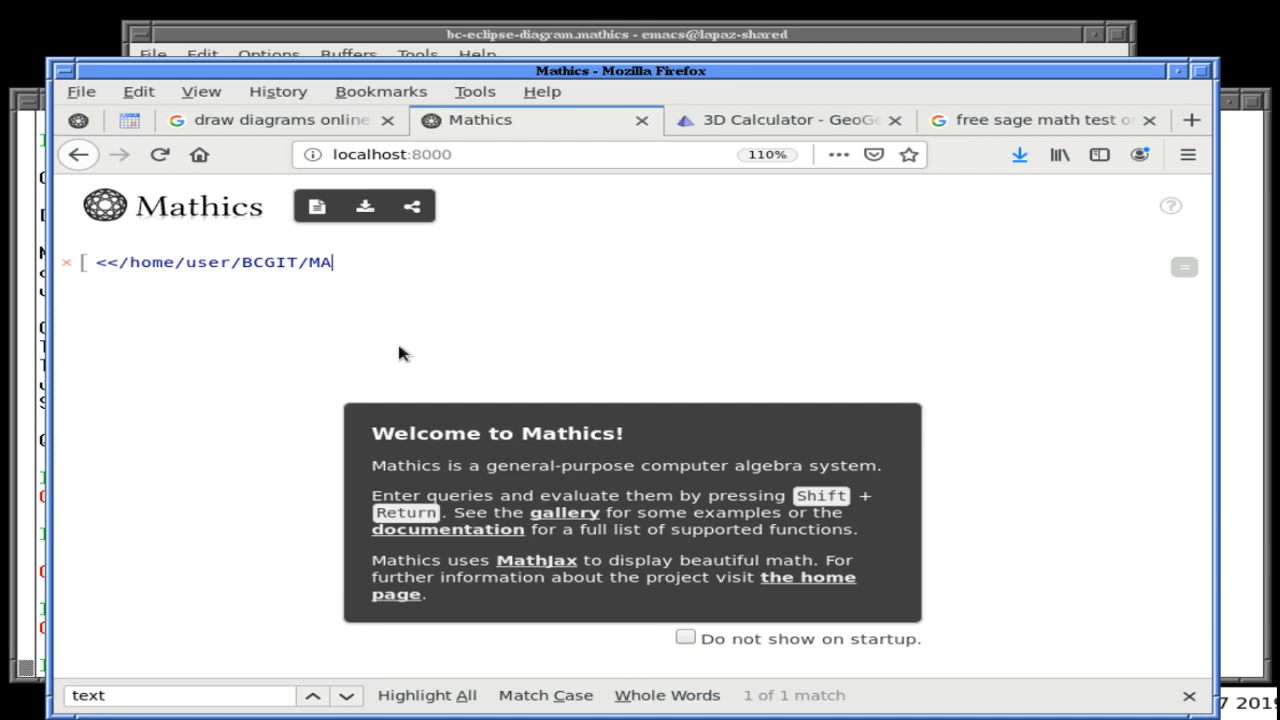 bc-eclipse-diagram.mathics - emacs@lapaz-shared
File Edit Options Buffers Tools Help
Mathics - Mozilla Firefox
File Edit View History Bookmarks Tools Help
draw diagrams online Mathics 3D Calculator - GeoGe free sage math test o
localhost:8000 110%
Mathics
<</home/user/BCGIT/MA
=
Welcome to Mathics!
Mathics is a general-purpose computer algebra system.
Enter queries and evaluate them by pressing Shift +
Return. See the gallery for some examples or the
documentation for a full list of supported functions.
Mathics uses MathJax to display beautiful math. For
further information about the project visit the home
page.
Do not show on startup.
text Highlight All Match Case Whole Words 1 of 1 match